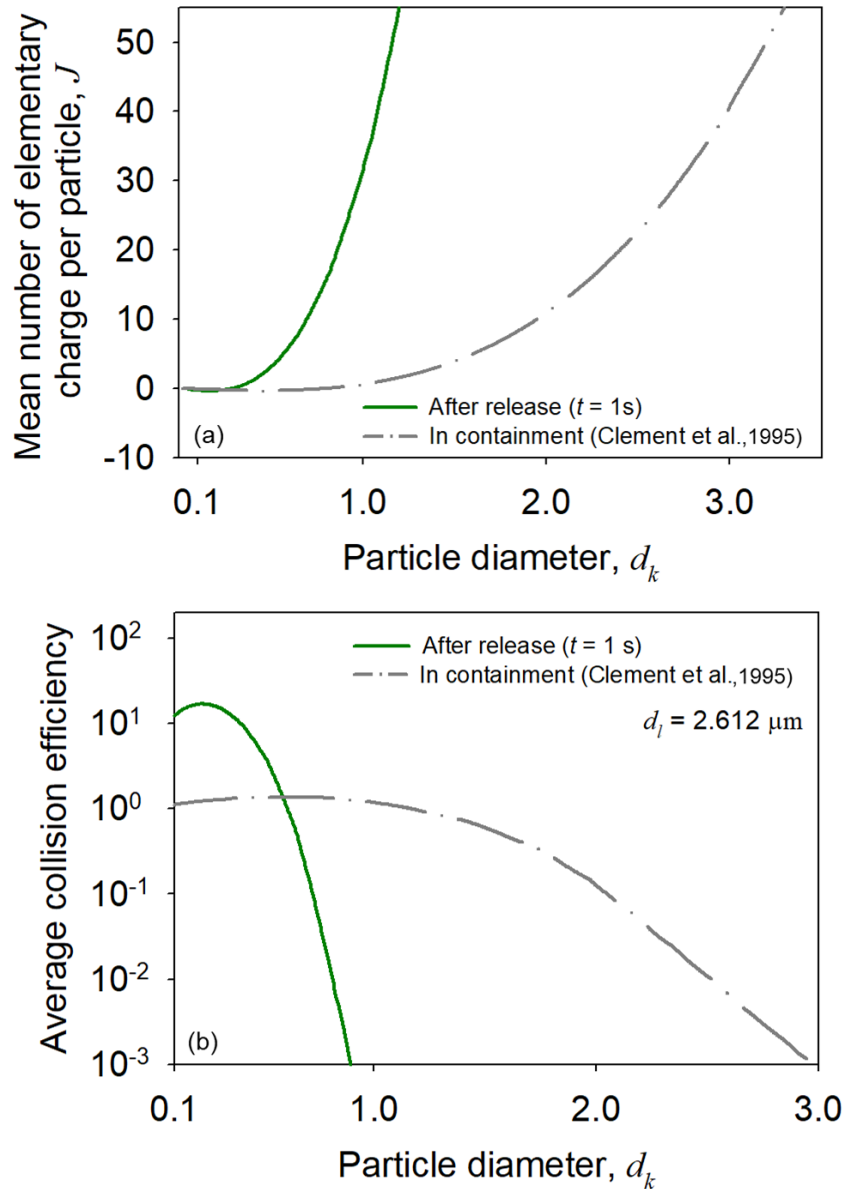 Mean number of elementary
charge per particle, J
50
40
30
20
10
0
-10
After release (t = 1s)
In containment (Clement et al.,1995)
(a)
0.1 1.0 2.0 3.0
Particle diameter, dₖ
Average collision efficiency
10²
10¹
10⁰
10⁻¹
10⁻²
10⁻³
After release (t = 1 s)
In containment (Clement et al.,1995)
dₗ = 2.612 μm
(b)
0.1 1.0 2.0 3.0
Particle diameter, dₖ